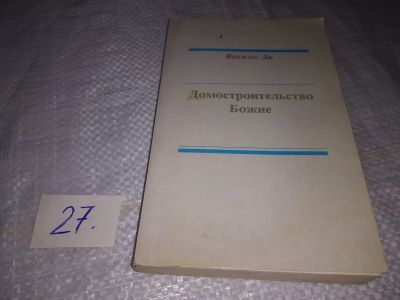 Витнес Ли
Домостроительство
Божие
27.